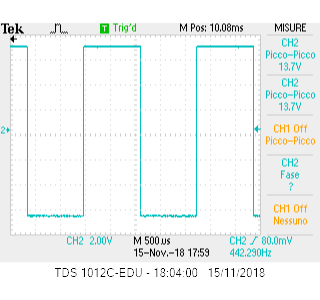 Tek
T Trig'd
M Pos: 10.08ms
MISURE
CH2
Picco-Picco
13.7V
CH2
Picco-Picco
13.7V
CH1 Off
Picco-Picco
CH2
Fase
?
CH1 Off
Nessuno
2
CH2 2.00V
M 500µs
CH2 / 80.0mV
15-Nov.-18 17:59
442.290Hz
TDS 1012C-EDU - 18:04:00 15/11/2018